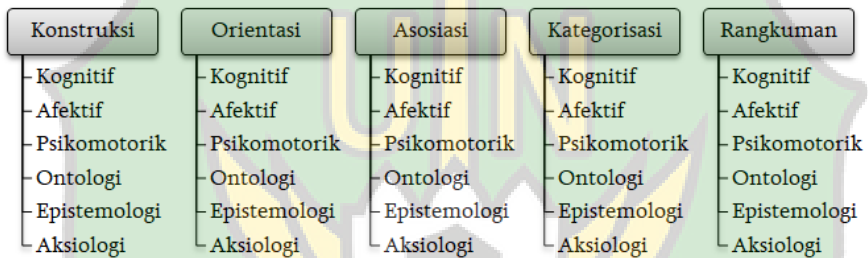 Konstruksi Orientasi Asosiasi Kategorisasi Rangkuman
Kognitif Kognitif Kognitif Kognitif Kognitif
Afektif Afektif Afektif Afektif Afektif
Psikomotorik Psikomotorik Psikomotorik Psikomotorik Psikomotorik
Ontologi Ontologi Ontologi Ontologi Ontologi
Epistemologi Epistemologi Epistemologi Epistemologi Epistemologi
Aksiologi Aksiologi Aksiologi Aksiologi Aksiologi
UIN